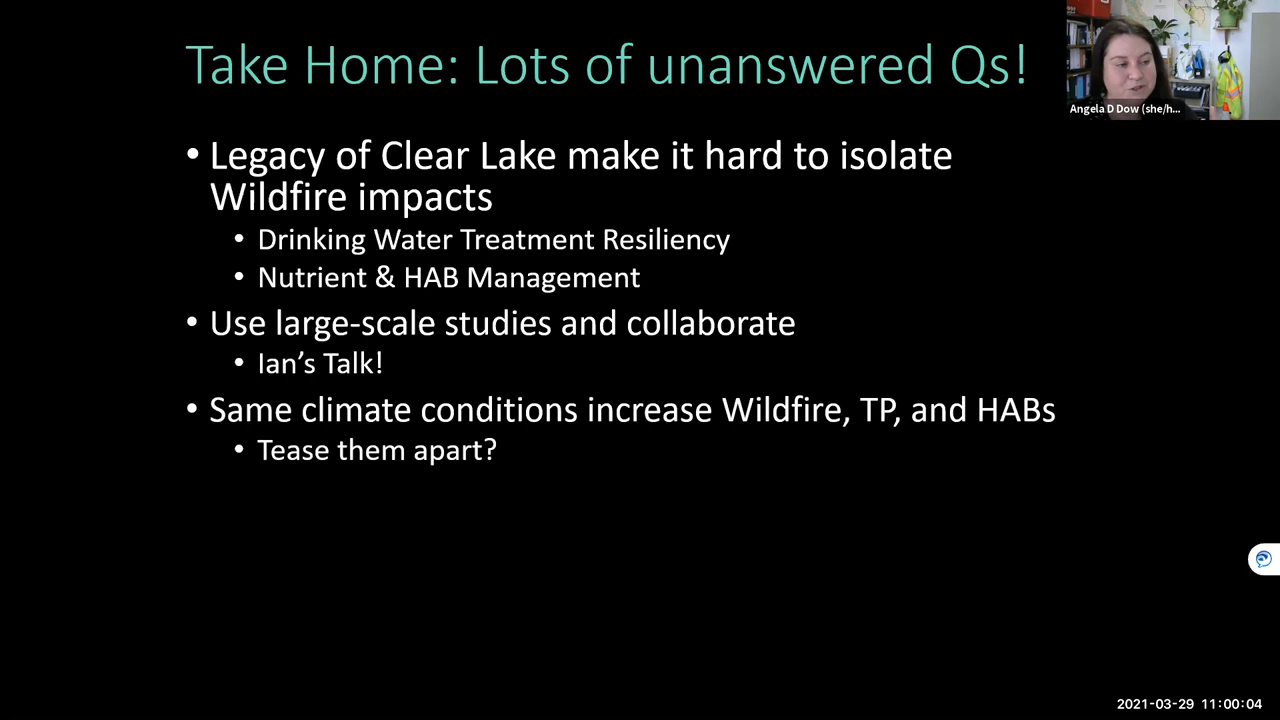 Take Home: Lots of unanswered Qs!
Angela D Dow (she/h...
• Legacy of Clear Lake make it hard to isolate
Wildfire impacts
• Drinking Water Treatment Resiliency
• Nutrient & HAB Management
• Use large-scale studies and collaborate
• Ian’s Talk!
• Same climate conditions increase Wildfire, TP, and HABs
• Tease them apart?
2021-03-29 11:00:04